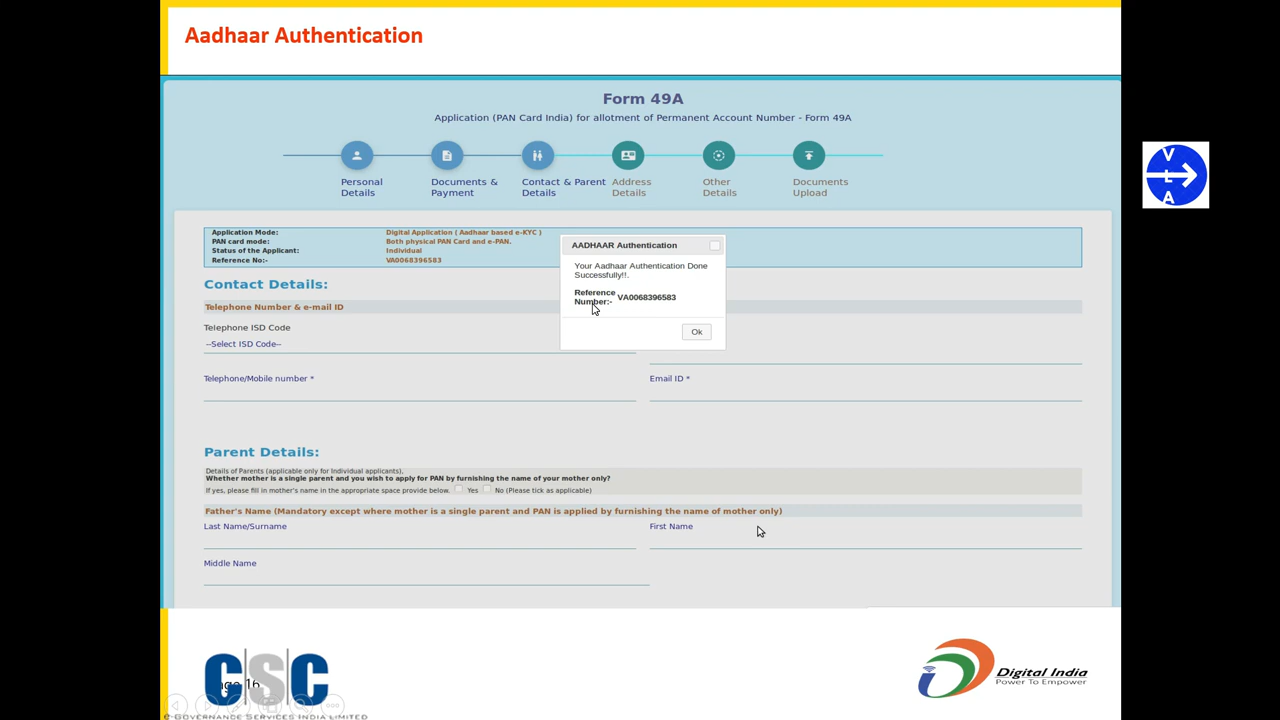 Aadhaar Authentication
Form 49A
Application (PAN Card India) for allotment of Permanent Account Number - Form 49A
Personal Details
Documents & Payment
Contact & Parent Details
Address Details
Other Details
Documents Upload
Application Mode: Digital Application ( Aadhaar based e-KYC )
PAN card mode: Both physical PAN Card and e-PAN.
Status of the Applicant: Individual
Reference No:- VA0068396583
AADHAAR Authentication
Your Aadhaar Authentication Done
Successfully!!.
Reference
Number:- VA0068396583
Ok
Contact Details:
Telephone Number & e-mail ID
Telephone ISD Code
--Select ISD Code--
Telephone/Mobile number *
Email ID *
Parent Details:
Details of Parents (applicable only for Individual applicants),
Whether mother is a single parent and you wish to apply for PAN by furnishing the name of your mother only?
If yes, please fill in mother's name in the appropriate space provide below. Yes No (Please tick as applicable)
Father's Name (Mandatory except where mother is a single parent and PAN is applied by furnishing the name of mother only)
Last Name/Surname
First Name
Middle Name
CSC
16
E-GOVERNANCE SERVICES INDIA LIMITED
Digital India
Power To Empower
V
L
A